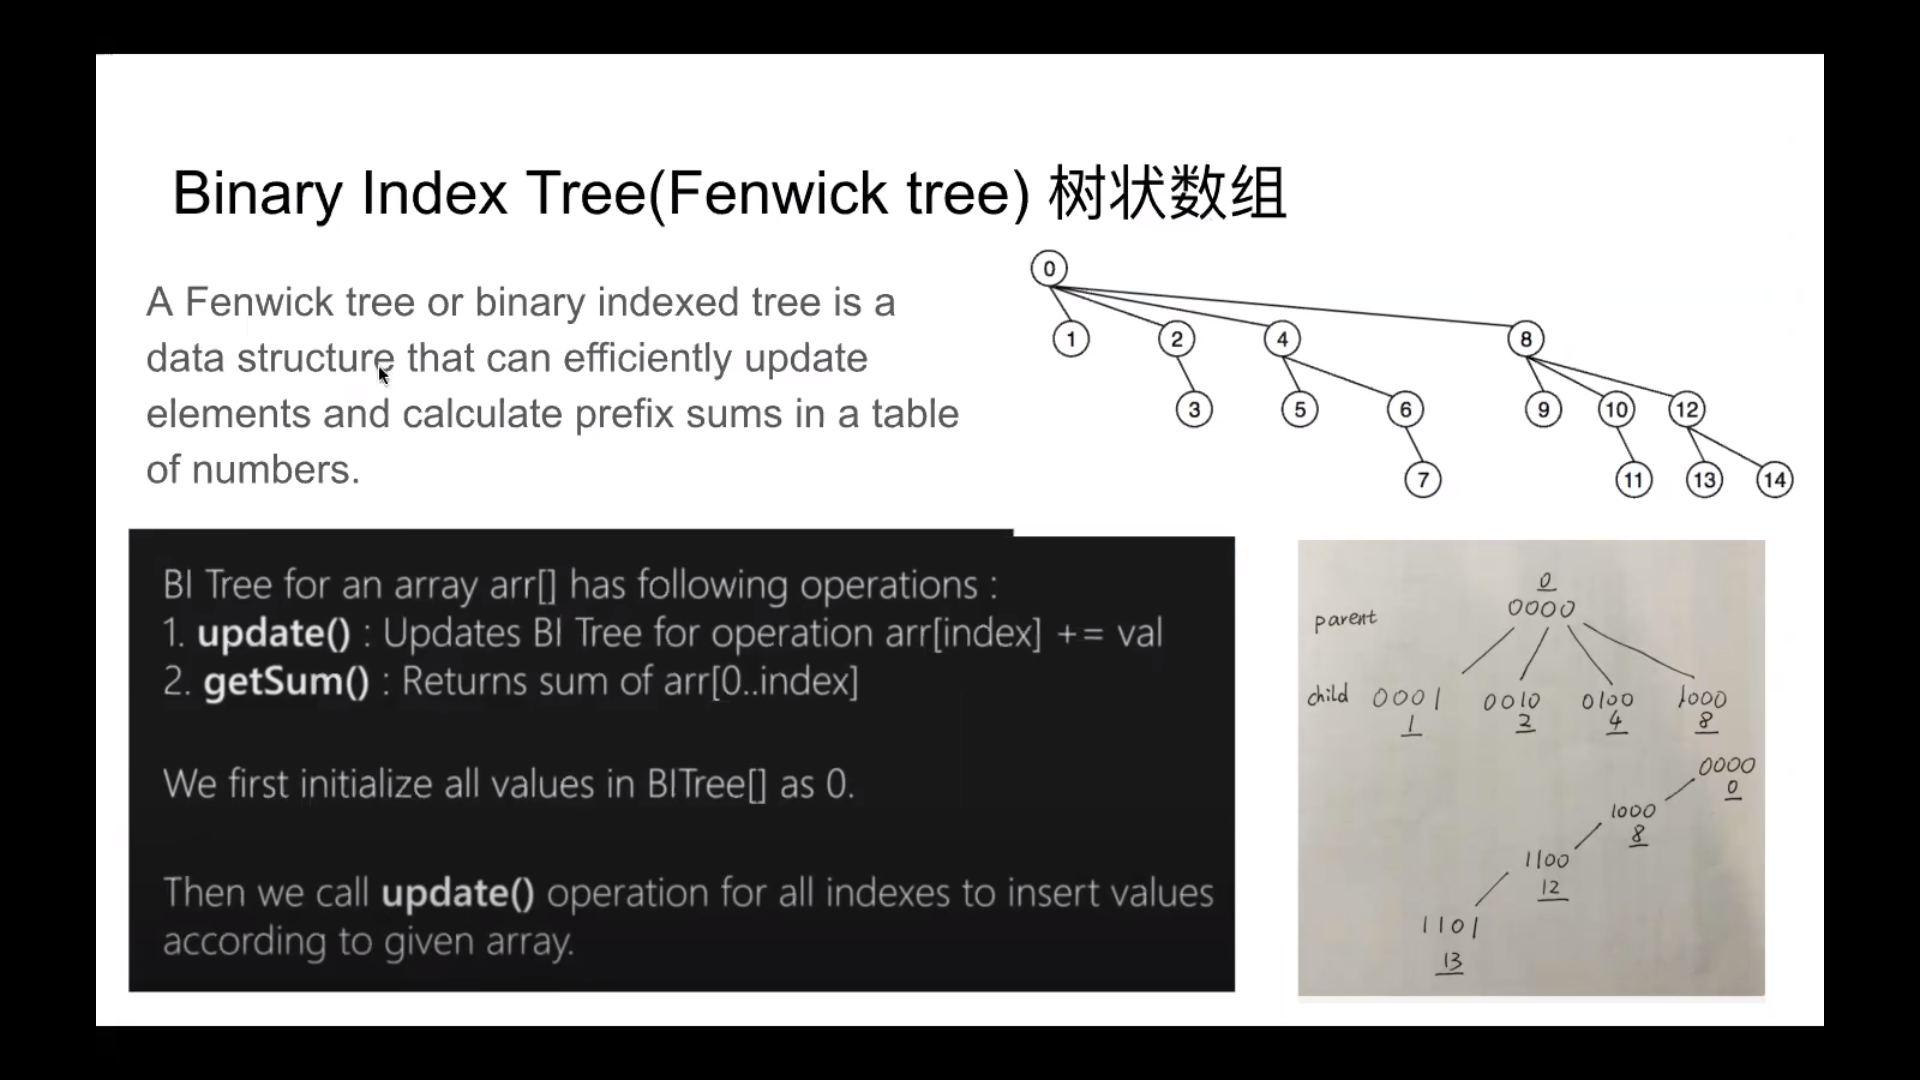 Binary Index Tree(Fenwick tree) 树状数组
A Fenwick tree or binary indexed tree is a
data structure that can efficiently update
elements and calculate prefix sums in a table
of numbers.
0
1 2 4 8
3 5 6 9 10 12
7 11 13 14
BI Tree for an array arr[] has following operations :
1. update() : Updates BI Tree for operation arr[index] += val
2. getSum() : Returns sum of arr[0..index]
We first initialize all values in BITree[] as 0.
Then we call update() operation for all indexes to insert values
according to given array.
0
parent 0000
child 0001 0010 0100 1000
1 2 4 8
0000
0
1000
8
1100
12
1101
13